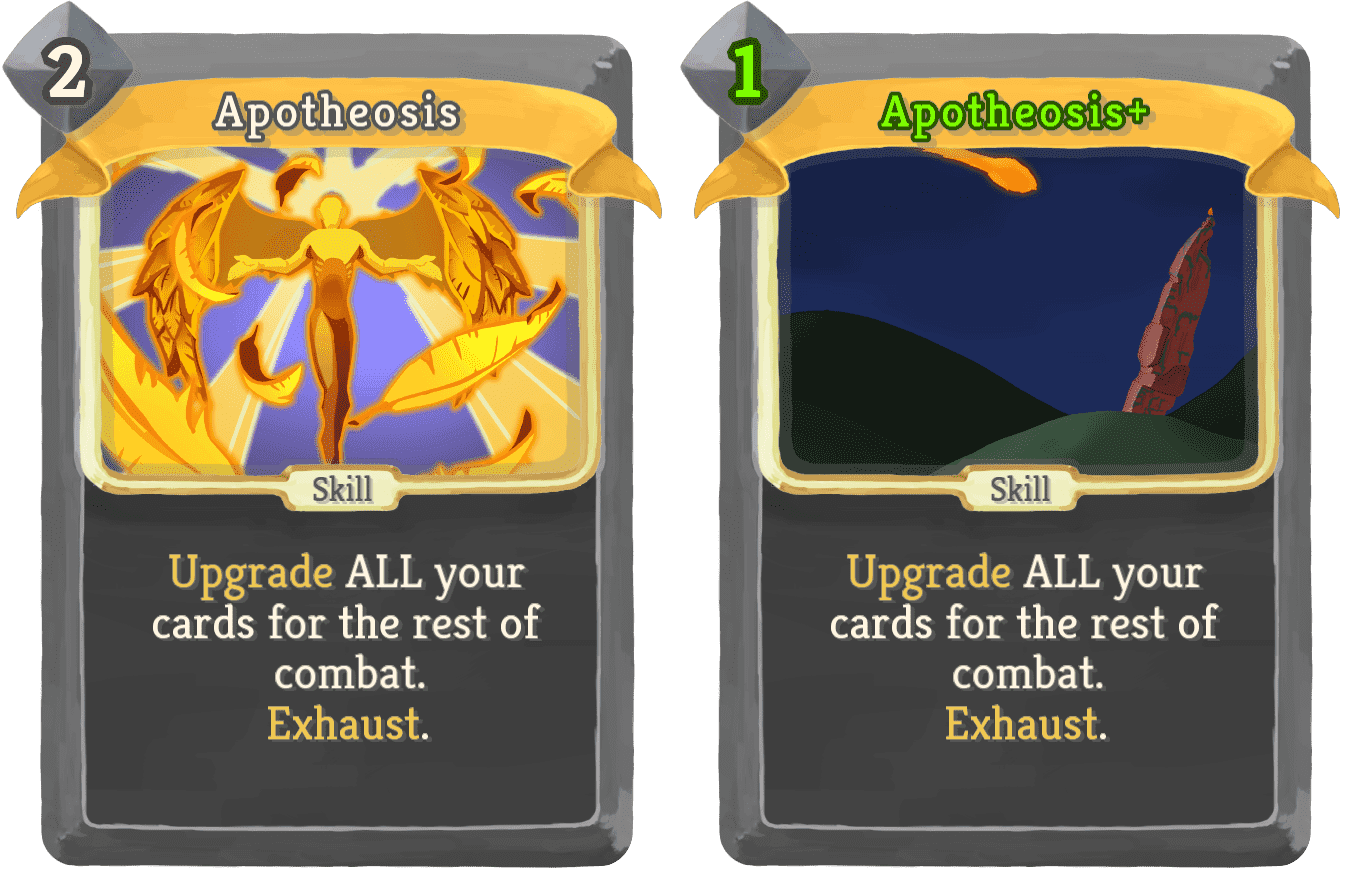 2
Apotheosis
Skill
Upgrade ALL your
cards for the rest of
combat.
Exhaust.
1
Apotheosis+
Skill
Upgrade ALL your
cards for the rest of
combat.
Exhaust.